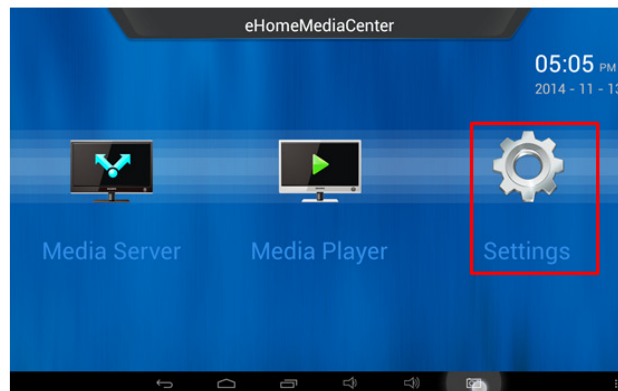 eHomeMediaCenter
05:05 PM
2014 - 11 - 13
Media Server
Media Player
Settings